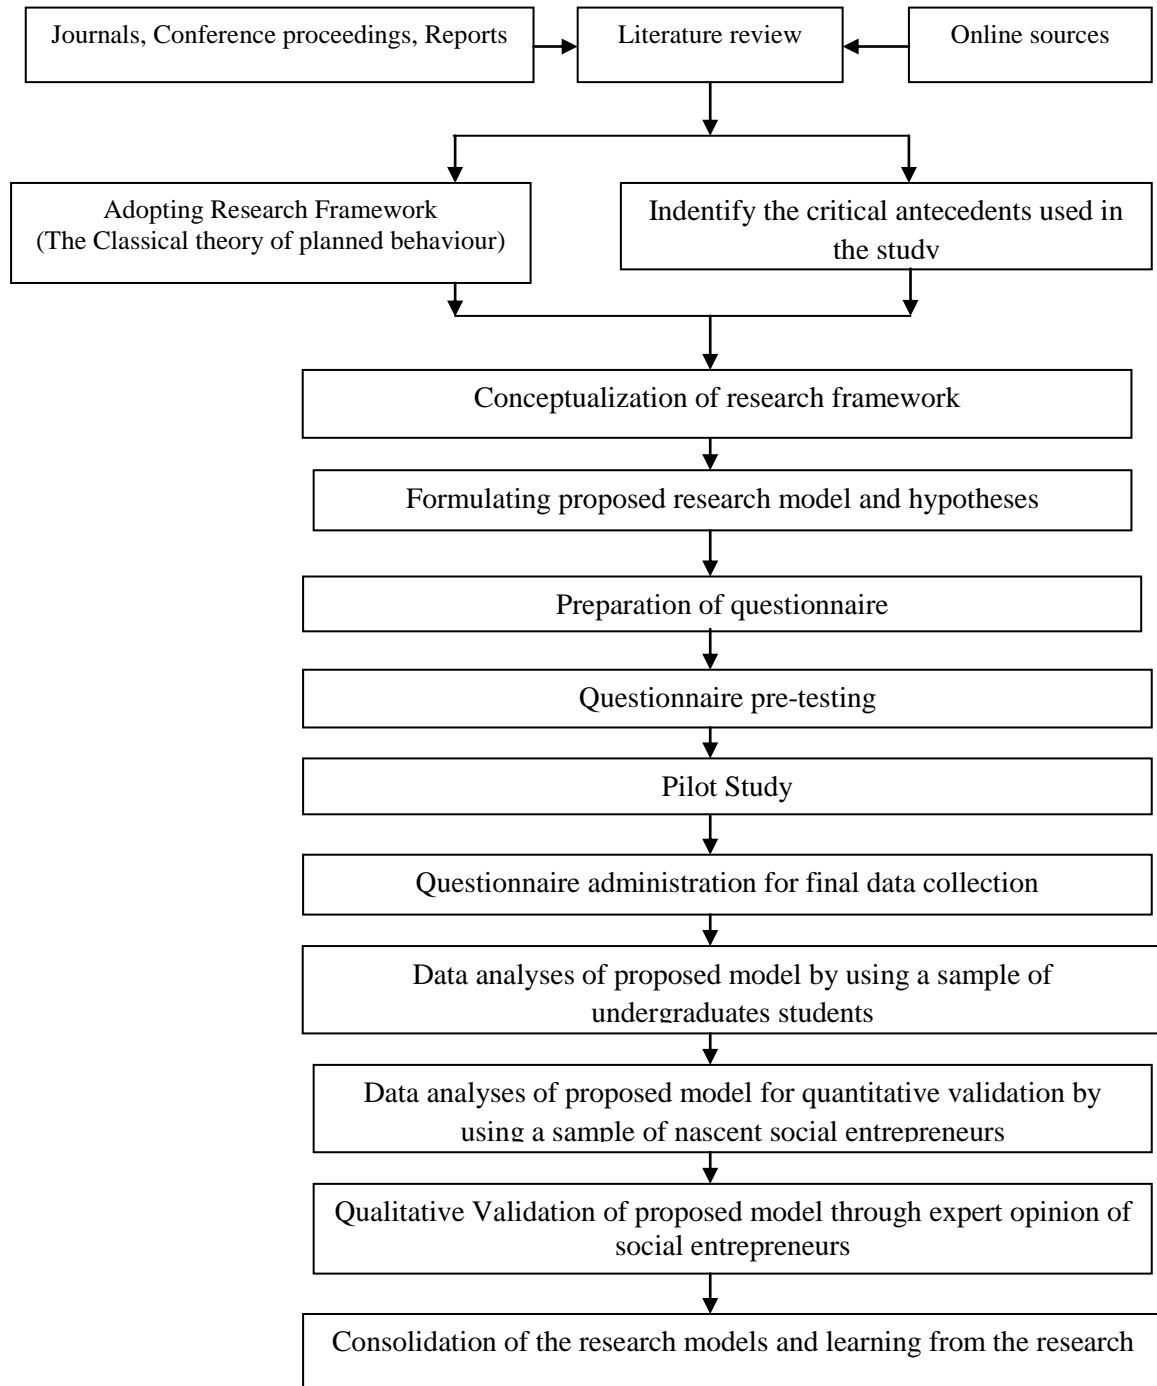 Journals, Conference proceedings, Reports
Literature review
Online sources
Adopting Research Framework
(The Classical theory of planned behaviour)
Indentify the critical antecedents used in
the study
Conceptualization of research framework
Formulating proposed research model and hypotheses
Preparation of questionnaire
Questionnaire pre-testing
Pilot Study
Questionnaire administration for final data collection
Data analyses of proposed model by using a sample of
undergraduates students
Data analyses of proposed model for quantitative validation by
using a sample of nascent social entrepreneurs
Qualitative Validation of proposed model through expert opinion of
social entrepreneurs
Consolidation of the research models and learning from the research